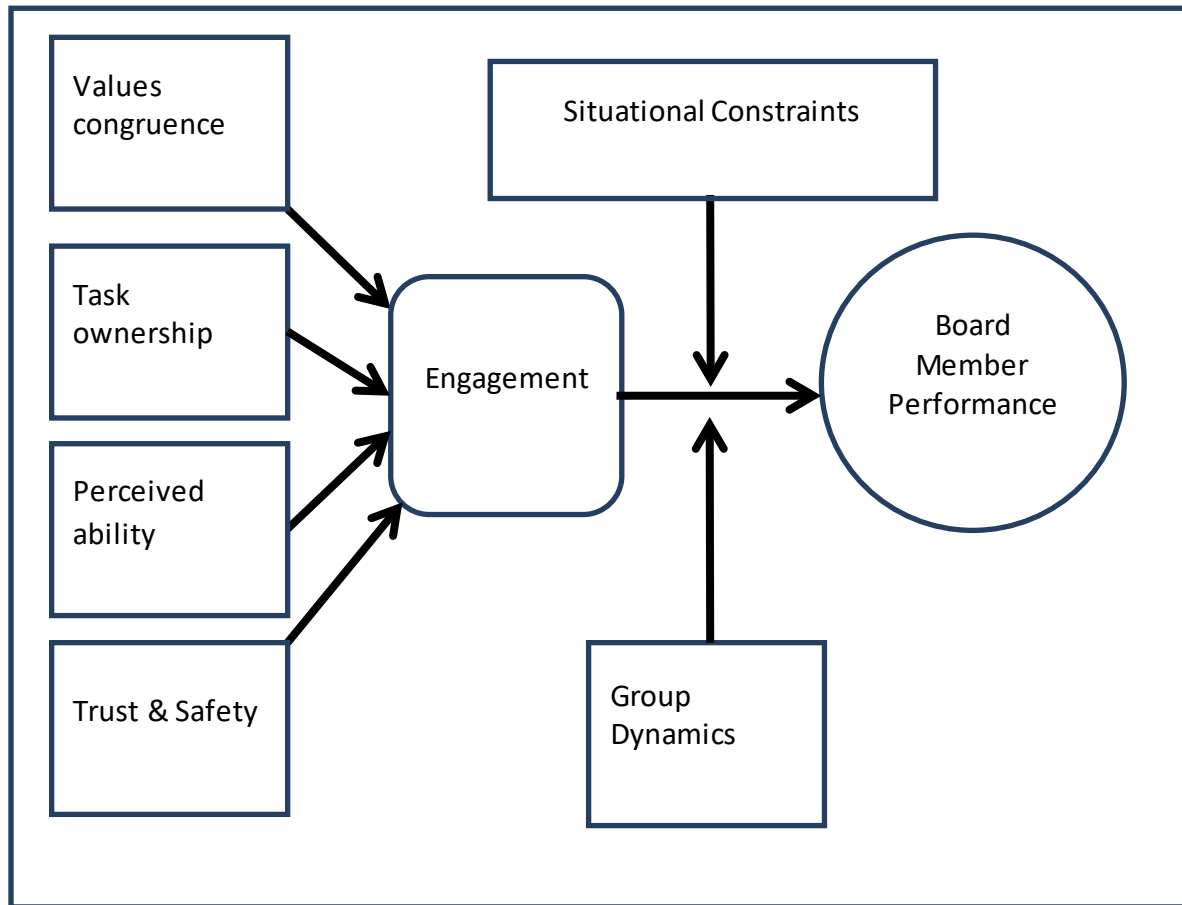 Values
congruence
Situational Constraints
Task
ownership
Engagement
Board
Member
Performance
Perceived
ability
Trust & Safety
Group
Dynamics